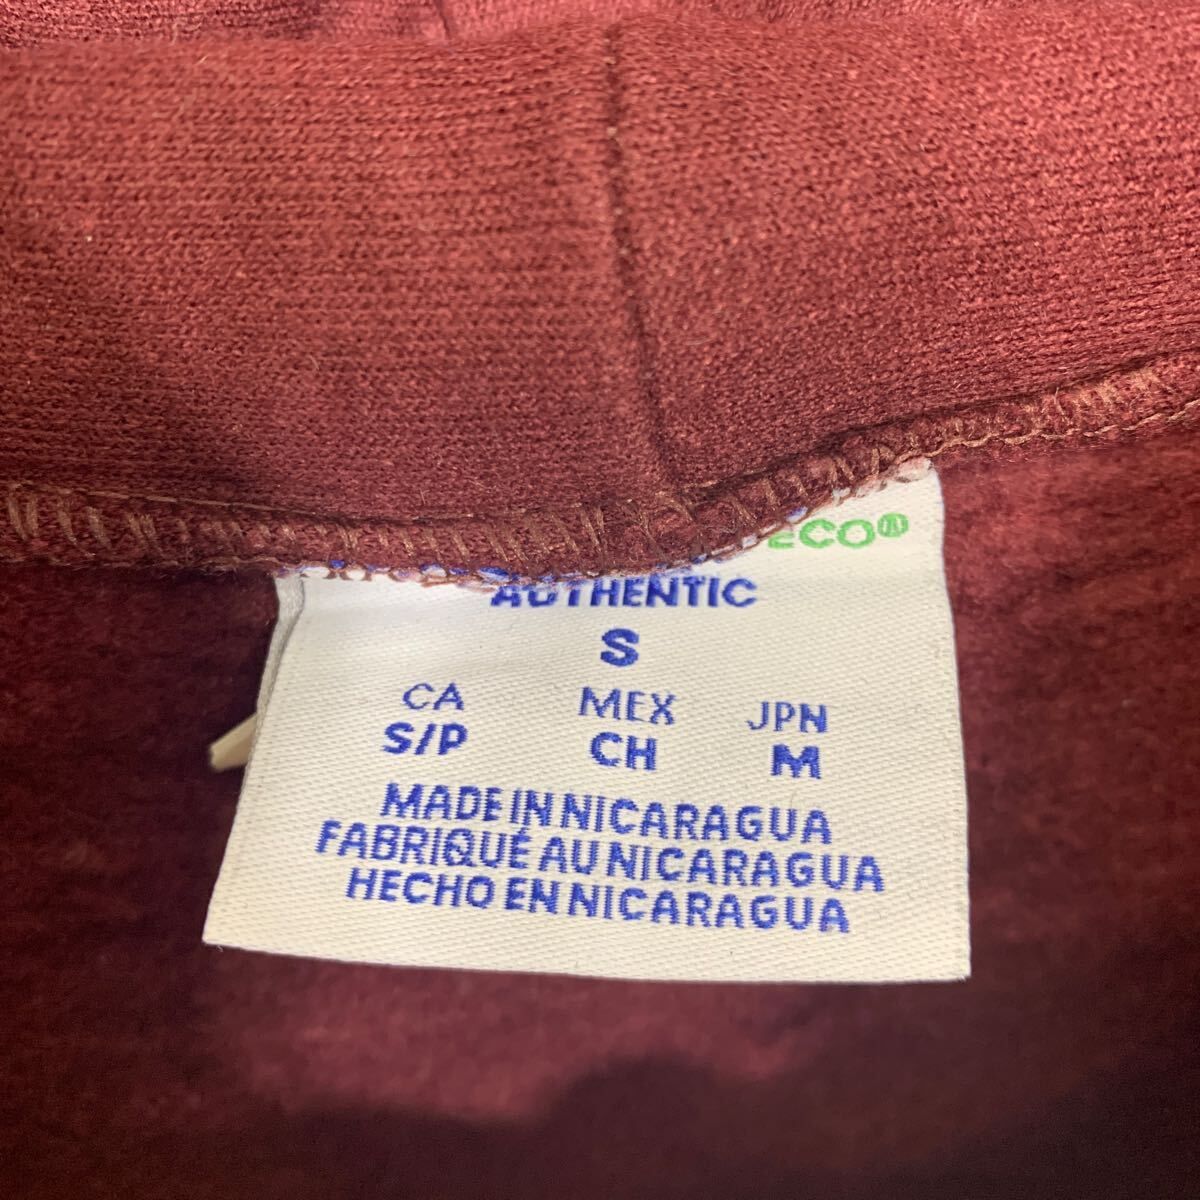 ECO®
AUTHENTIC
S
CA MEX JPN
S/P CH M
MADE IN NICARAGUA
FABRIQUÉ AU NICARAGUA
HECHO EN NICARAGUA